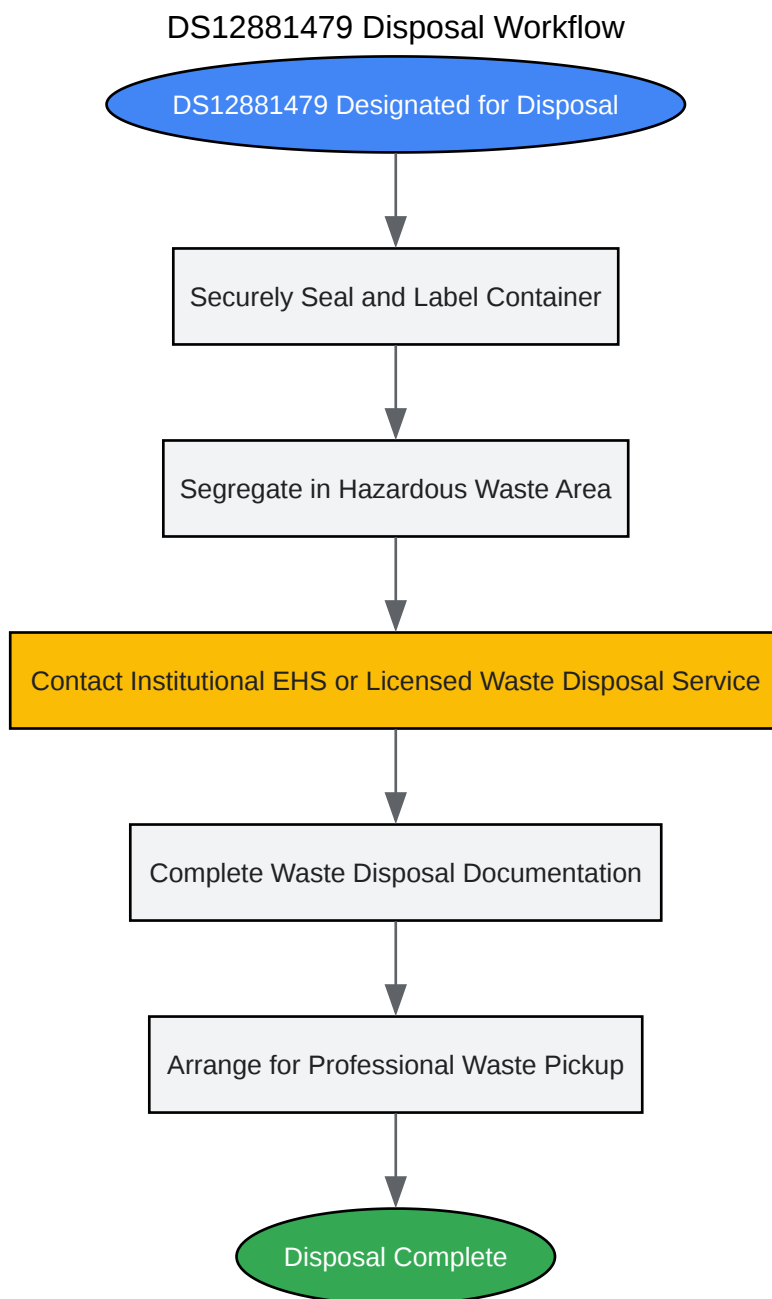 DS12881479 Disposal Workflow
DS12881479 Designated for Disposal
Securely Seal and Label Container
Segregate in Hazardous Waste Area
Contact Institutional EHS or Licensed Waste Disposal Service
Complete Waste Disposal Documentation
Arrange for Professional Waste Pickup
Disposal Complete